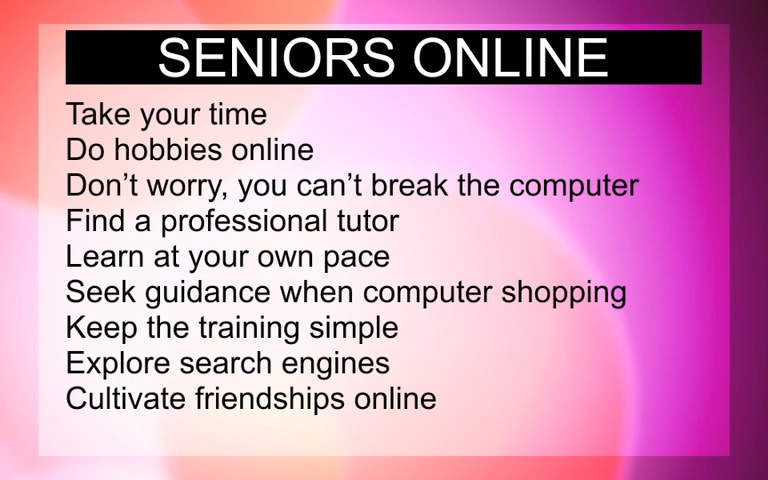 SENIORS ONLINE
Take your time
Do hobbies online
Don’t worry, you can’t break the computer
Find a professional tutor
Learn at your own pace
Seek guidance when computer shopping
Keep the training simple
Explore search engines
Cultivate friendships online